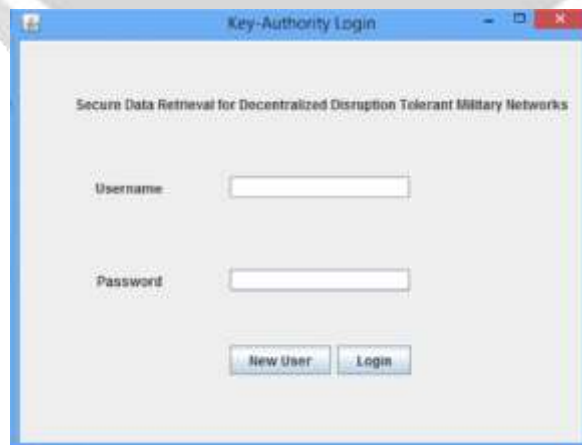 Key-Authority Login
Secure Data Retrieval for Decentralized Disruption Tolerant Military Networks
Username
Password
New User Login